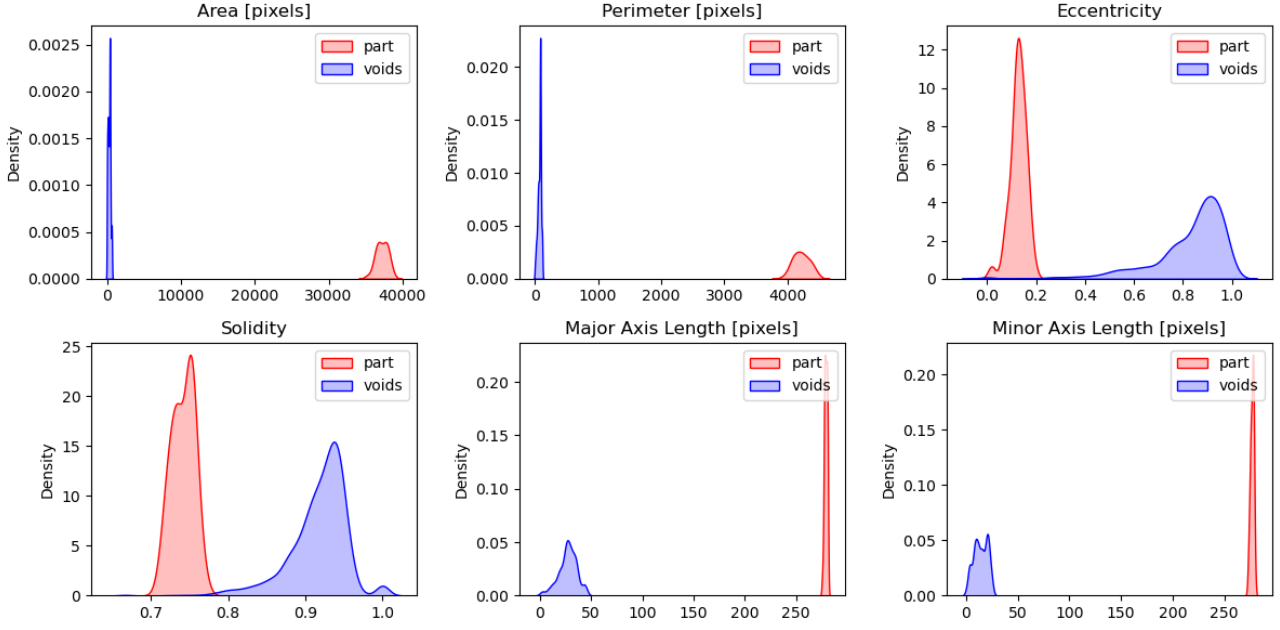 Area [pixels]
Density
0.0025
0.0020
0.0015
0.0010
0.0005
0.0000
0 10000 20000 30000 40000
part
voids
Perimeter [pixels]
Density
0.020
0.015
0.010
0.005
0.000
0 1000 2000 3000 4000
part
voids
Eccentricity
Density
12
10
8
6
4
2
0
0.0 0.2 0.4 0.6 0.8 1.0
part
voids
Solidity
Density
25
20
15
10
5
0
0.7 0.8 0.9 1.0
part
voids
Major Axis Length [pixels]
Density
0.20
0.15
0.10
0.05
0.00
0 50 100 150 200 250
part
voids
Minor Axis Length [pixels]
Density
0.20
0.15
0.10
0.05
0.00
0 50 100 150 200 250
part
voids